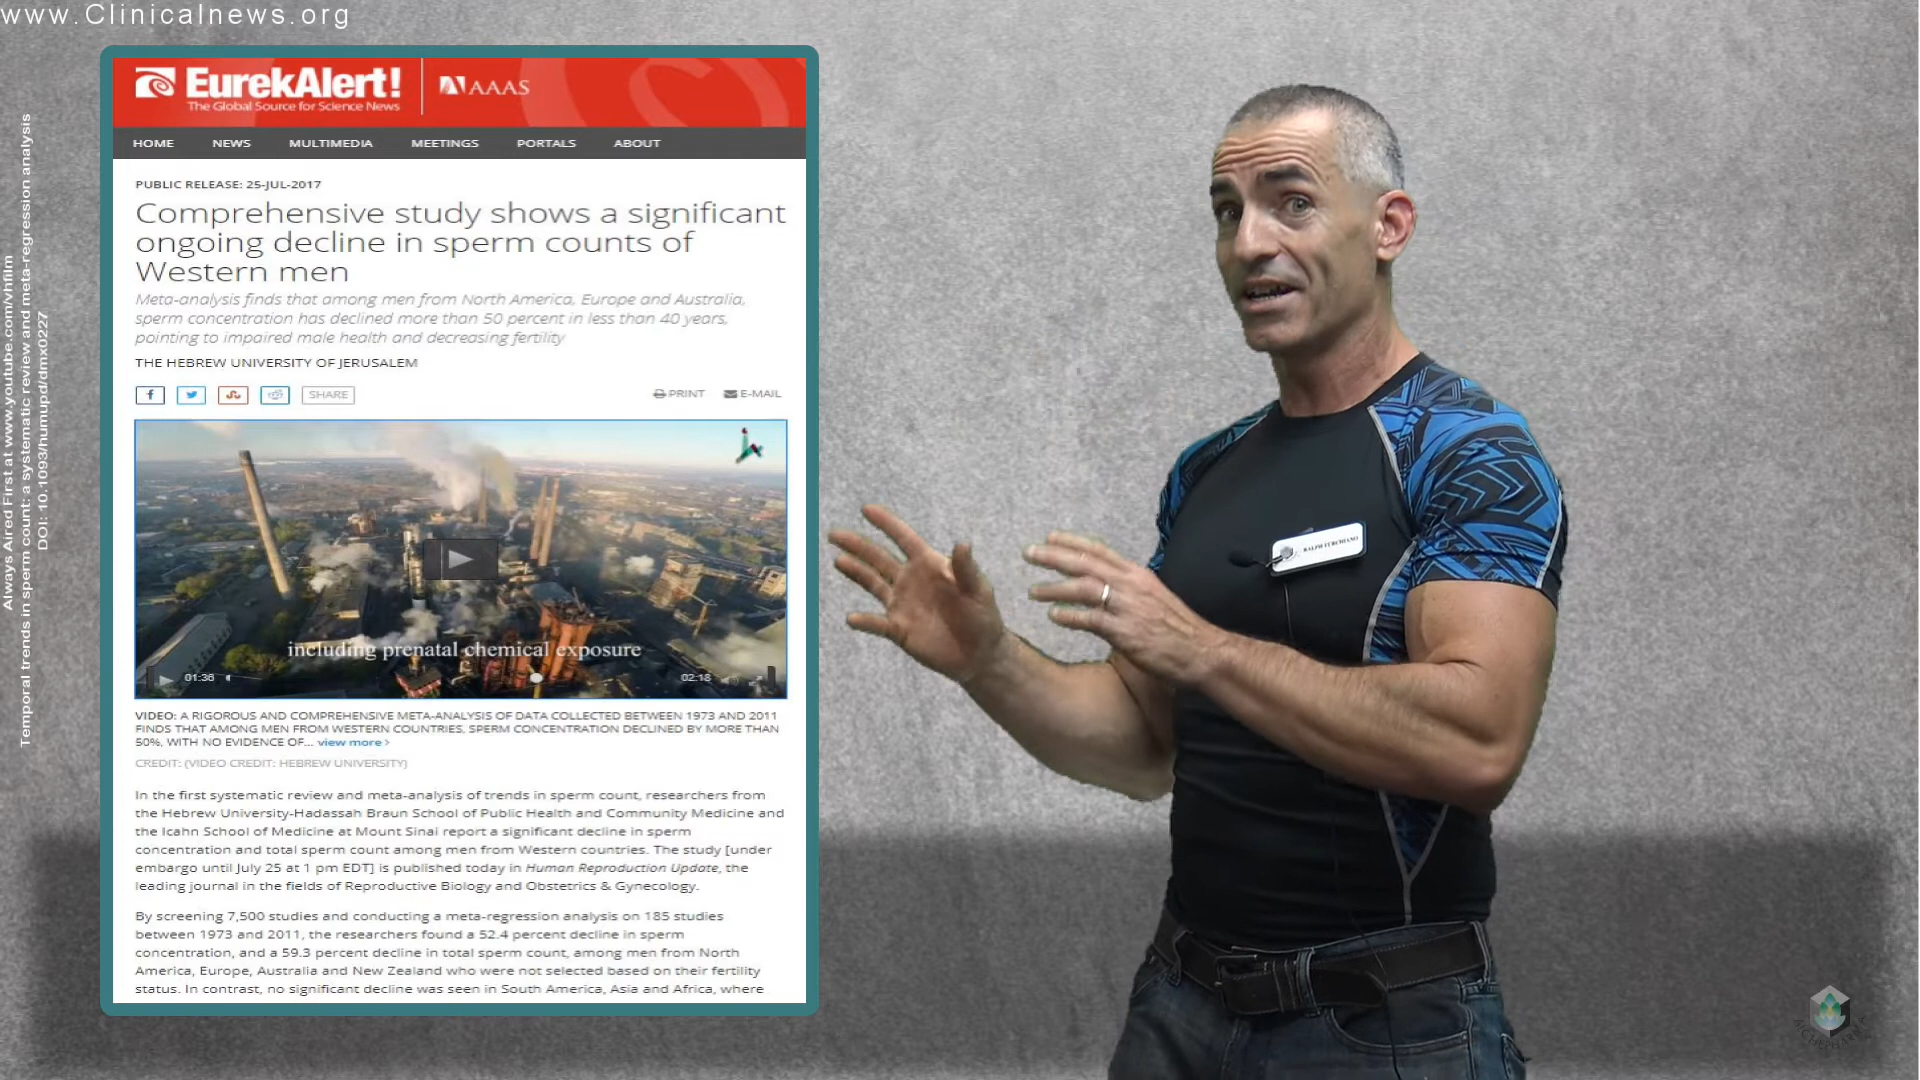 www.Clinicalnews.org
Always Aired First at www.youtube.com/vhfilm
Temporal trends in sperm count: a systematic review and meta-regression analysis
DOI: 10.1093/humupd/dmx0227
EurekAlert!
The Global Source for Science News
AAAS
HOME NEWS MULTIMEDIA MEETINGS PORTALS ABOUT
PUBLIC RELEASE: 25-JUL-2017
Comprehensive study shows a significant
ongoing decline in sperm counts of
Western men
Meta-analysis finds that among men from North America, Europe and Australia,
sperm concentration has declined more than 50 percent in less than 40 years,
pointing to impaired male health and decreasing fertility
THE HEBREW UNIVERSITY OF JERUSALEM
SHARE PRINT E-MAIL
including prenatal chemical exposure
01:36 02:18
VIDEO: A RIGOROUS AND COMPREHENSIVE META-ANALYSIS OF DATA COLLECTED BETWEEN 1973 AND 2011
FINDS THAT AMONG MEN FROM WESTERN COUNTRIES, SPERM CONCENTRATION DECLINED BY MORE THAN
50%, WITH NO EVIDENCE OF... view more >
CREDIT: (VIDEO CREDIT: HEBREW UNIVERSITY)
In the first systematic review and meta-analysis of trends in sperm count, researchers from
the Hebrew University-Hadassah Braun School of Public Health and Community Medicine and
the Icahn School of Medicine at Mount Sinai report a significant decline in sperm
concentration and total sperm count among men from Western countries. The study [under
embargo until July 25 at 1 pm EDT] is published today in Human Reproduction Update, the
leading journal in the fields of Reproductive Biology and Obstetrics & Gynecology.
By screening 7,500 studies and conducting a meta-regression analysis on 185 studies
between 1973 and 2011, the researchers found a 52.4 percent decline in sperm
concentration, and a 59.3 percent decline in total sperm count, among men from North
America, Europe, Australia and New Zealand who were not selected based on their fertility
status. In contrast, no significant decline was seen in South America, Asia and Africa, where
RALPH TURCHIANO